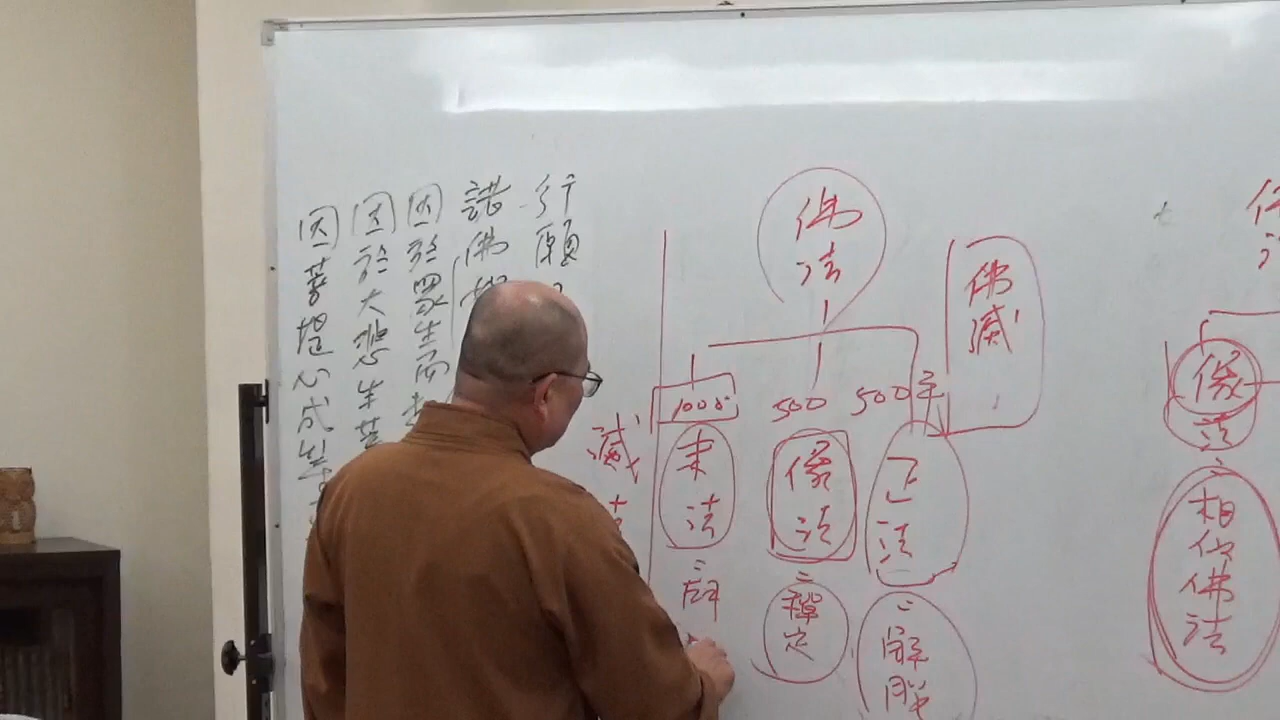 佛法
佛滅
500年
正法
=
解脫
500
像法
=
禪定
1000
末法
=
滅
像法
=
相似佛法
行願
諸佛
因於眾生而
因於大悲生菩
因菩提心成等